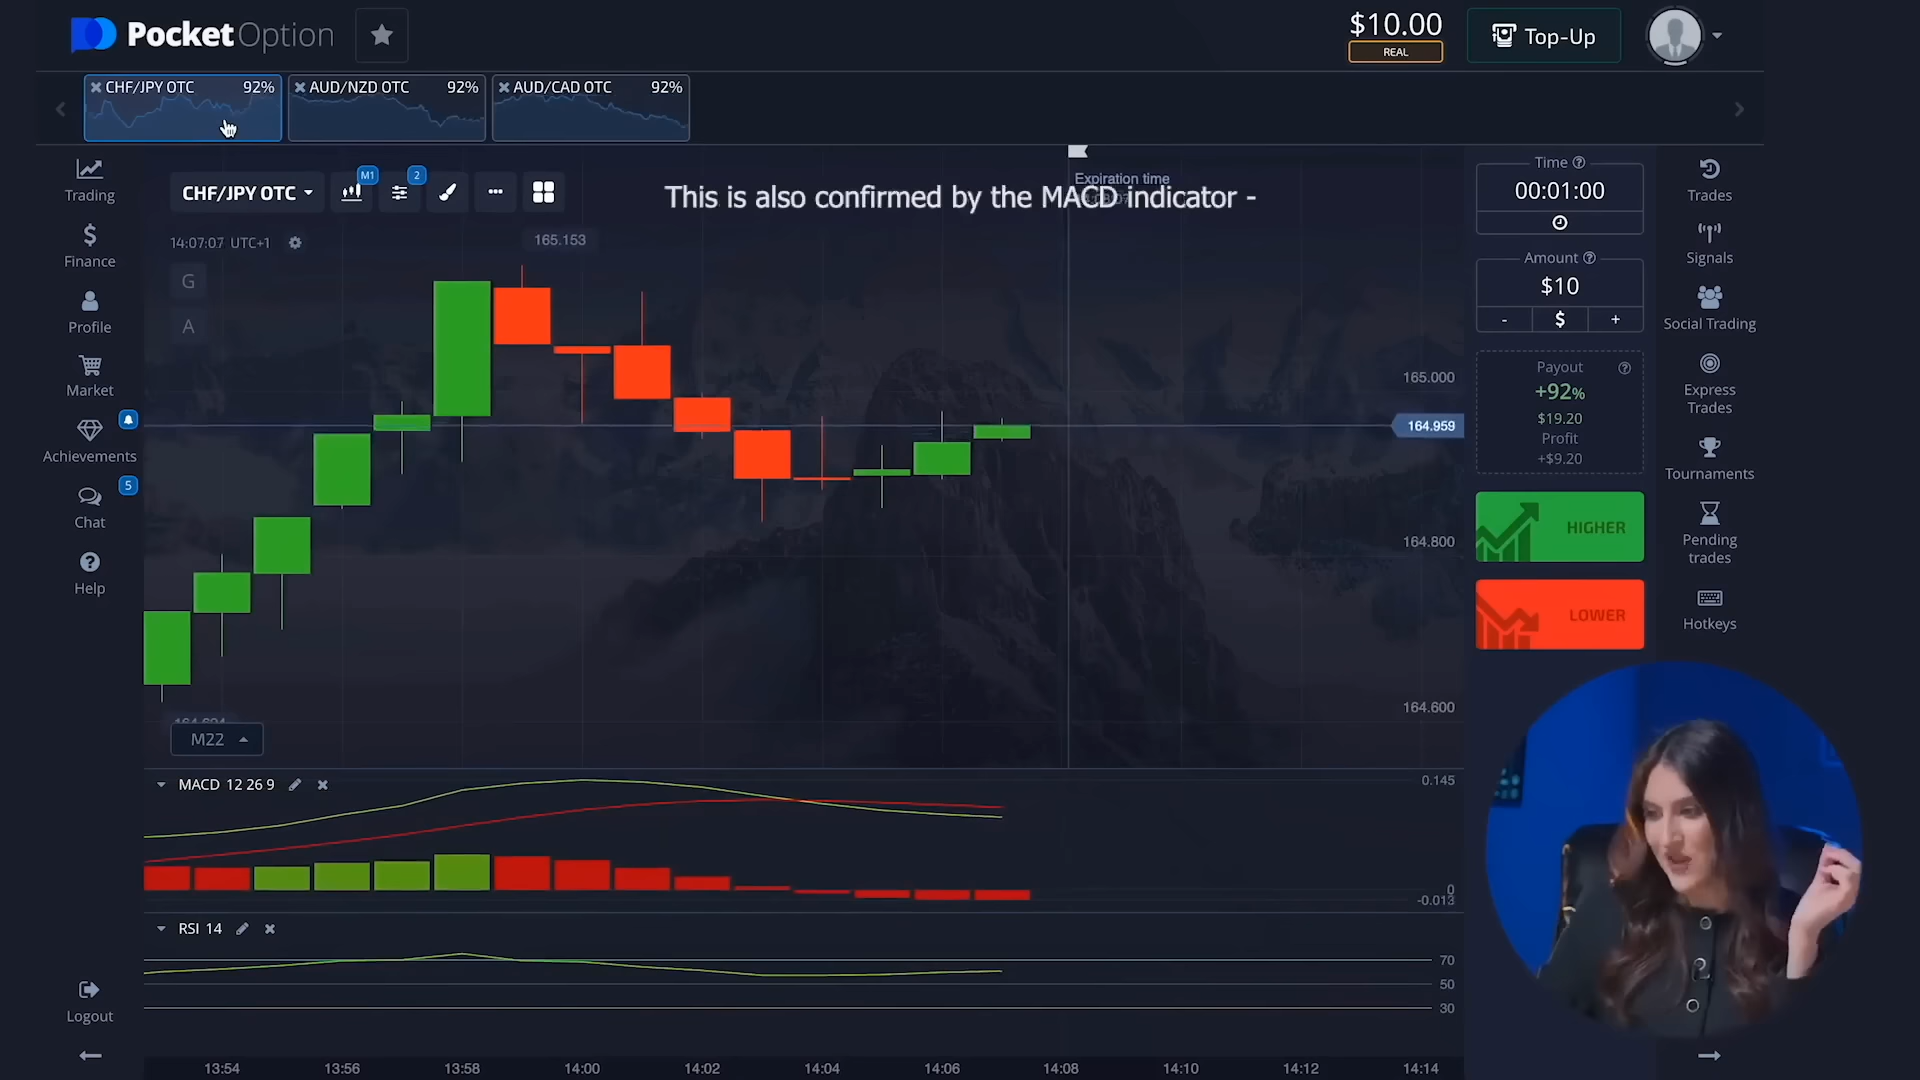 PocketOption
$10.00
REAL
Top-Up
CHF/JPY OTC 92%
AUD/NZD OTC 92%
AUD/CAD OTC 92%
Trading
Finance
Profile
Market
Achievements
Chat
5
Help
Logout
CHF/JPY OTC
M1
2
This is also confirmed by the MACD indicator -
Expiration time
14:07:07 UTC+1
165.153
G
A
165.000
164.959
164.800
164.600
M22
MACD 12 26 9
0.145
0
-0.013
RSI 14
70
50
30
13:54 13:56 13:58 14:00 14:02 14:04 14:06 14:08 14:10 14:12 14:14
Time
00:01:00
Amount
$10
- $ +
Payout
+92%
$19.20
Profit
+$9.20
HIGHER
LOWER
Trades
Signals
Social Trading
Express
Trades
Tournaments
Pending
trades
Hotkeys